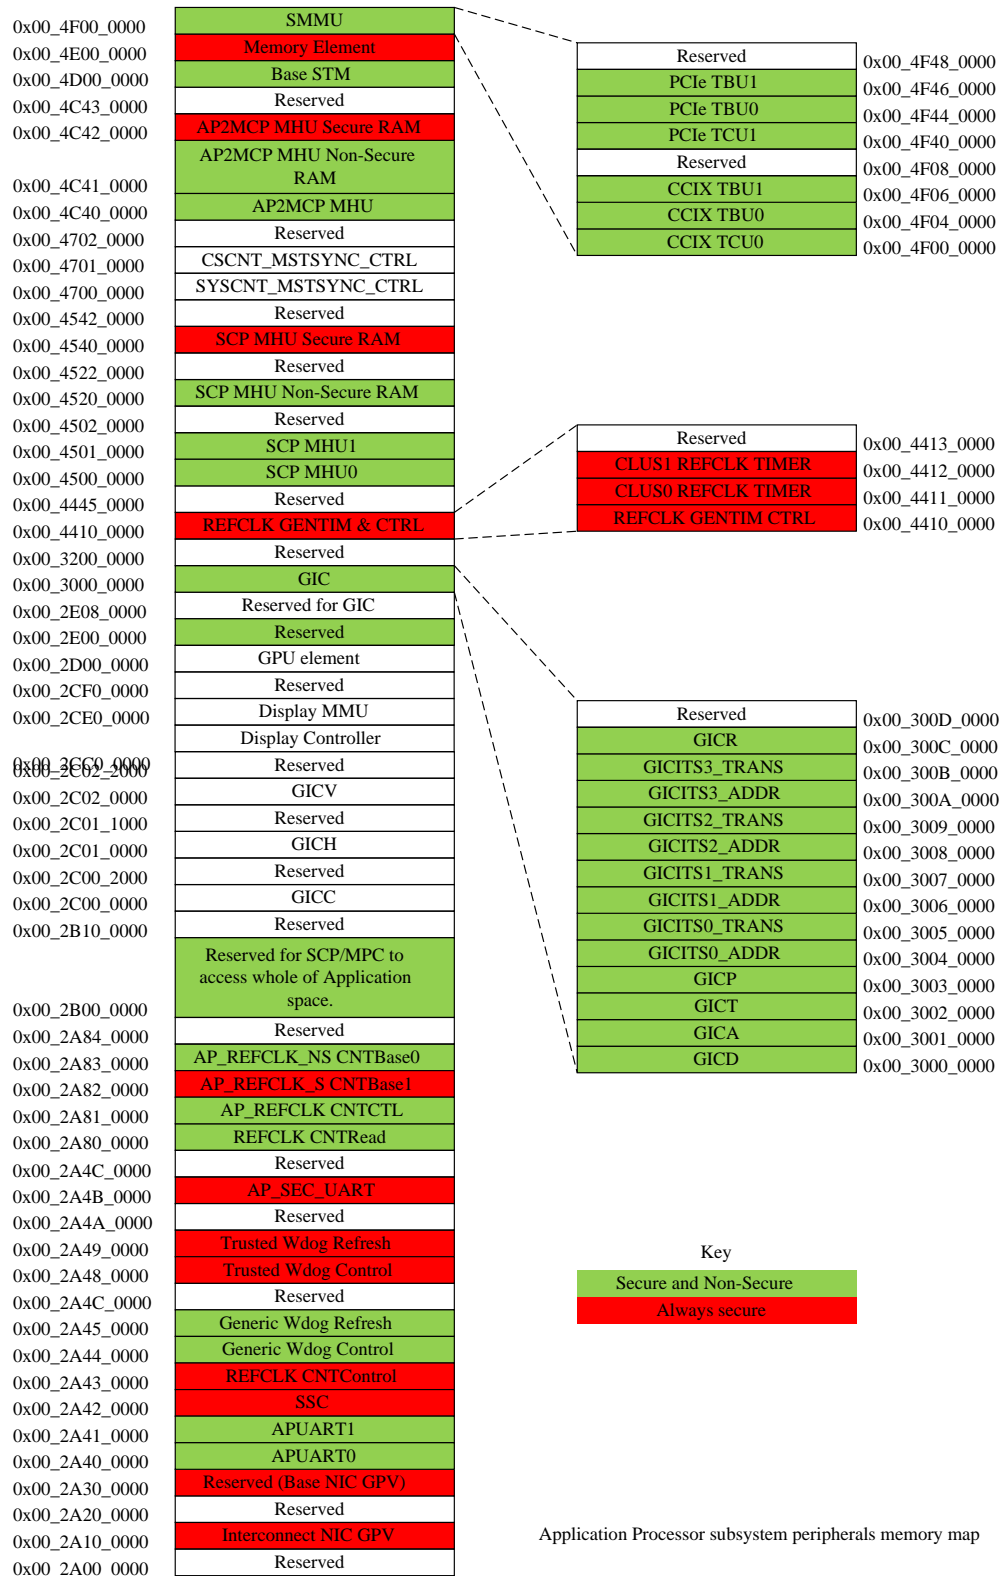 SMMU
0x00_4F00_0000
Memory Element
0x00_4E00_0000
Base STM
0x00_4D00_0000
Reserved
0x00_4C43_0000
AP2MCP MHU Secure RAM
0x00_4C42_0000
AP2MCP MHU Non-Secure
RAM
0x00_4C41_0000
AP2MCP MHU
0x00_4C40_0000
Reserved
0x00_4702_0000
CSCNT_MSTSYNC_CTRL
0x00_4701_0000
SYSCNT_MSTSYNC_CTRL
0x00_4700_0000
Reserved
0x00_4542_0000
SCP MHU Secure RAM
0x00_4540_0000
Reserved
0x00_4522_0000
SCP MHU Non-Secure RAM
0x00_4520_0000
Reserved
0x00_4502_0000
SCP MHU1
0x00_4501_0000
SCP MHU0
0x00_4500_0000
Reserved
0x00_4445_0000
REFCLK GENTIM & CTRL
0x00_4410_0000
Reserved
0x00_3200_0000
GIC
0x00_3000_0000
Reserved for GIC
0x00_2E08_0000
Reserved
0x00_2E00_0000
GPU element
0x00_2D00_0000
Reserved
0x00_2CF0_0000
Display MMU
0x00_2CE0_0000
Display Controller
0x00_2CC0_0000
Reserved
0x00_2C02_2000
GICV
0x00_2C02_0000
Reserved
0x00_2C01_1000
GICH
0x00_2C01_0000
Reserved
0x00_2C00_2000
GICC
0x00_2C00_0000
Reserved
0x00_2B10_0000
Reserved for SCP/MPC to
access whole of Application
space.
0x00_2B00_0000
Reserved
0x00_2A84_0000
AP_REFCLK_NS CNTBase0
0x00_2A83_0000
AP_REFCLK_S CNTBase1
0x00_2A82_0000
AP_REFCLK CNTCTL
0x00_2A81_0000
REFCLK CNTRead
0x00_2A80_0000
Reserved
0x00_2A4C_0000
AP_SEC_UART
0x00_2A4B_0000
Reserved
0x00_2A4A_0000
Trusted Wdog Refresh
0x00_2A49_0000
Trusted Wdog Control
0x00_2A48_0000
Reserved
0x00_2A4C_0000
Generic Wdog Refresh
0x00_2A45_0000
Generic Wdog Control
0x00_2A44_0000
REFCLK CNTControl
0x00_2A43_0000
SSC
0x00_2A42_0000
APUART1
0x00_2A41_0000
APUART0
0x00_2A40_0000
Reserved (Base NIC GPV)
0x00_2A30_0000
Reserved
0x00_2A20_0000
Interconnect NIC GPV
0x00_2A10_0000
Reserved
0x00_2A00_0000
Reserved
0x00_4F48_0000
PCIe TBU1
0x00_4F46_0000
PCIe TBU0
0x00_4F44_0000
PCIe TCU1
0x00_4F40_0000
Reserved
0x00_4F08_0000
CCIX TBU1
0x00_4F06_0000
CCIX TBU0
0x00_4F04_0000
CCIX TCU0
0x00_4F00_0000
Reserved
0x00_4413_0000
CLUS1 REFCLK TIMER
0x00_4412_0000
CLUS0 REFCLK TIMER
0x00_4411_0000
REFCLK GENTIM CTRL
0x00_4410_0000
Reserved
0x00_300D_0000
GICR
0x00_300C_0000
GICITS3_TRANS
0x00_300B_0000
GICITS3_ADDR
0x00_300A_0000
GICITS2_TRANS
0x00_3009_0000
GICITS2_ADDR
0x00_3008_0000
GICITS1_TRANS
0x00_3007_0000
GICITS1_ADDR
0x00_3006_0000
GICITS0_TRANS
0x00_3005_0000
GICITS0_ADDR
0x00_3004_0000
GICP
0x00_3003_0000
GICT
0x00_3002_0000
GICA
0x00_3001_0000
GICD
0x00_3000_0000
Key
Secure and Non-Secure
Always secure
Application Processor subsystem peripherals memory map